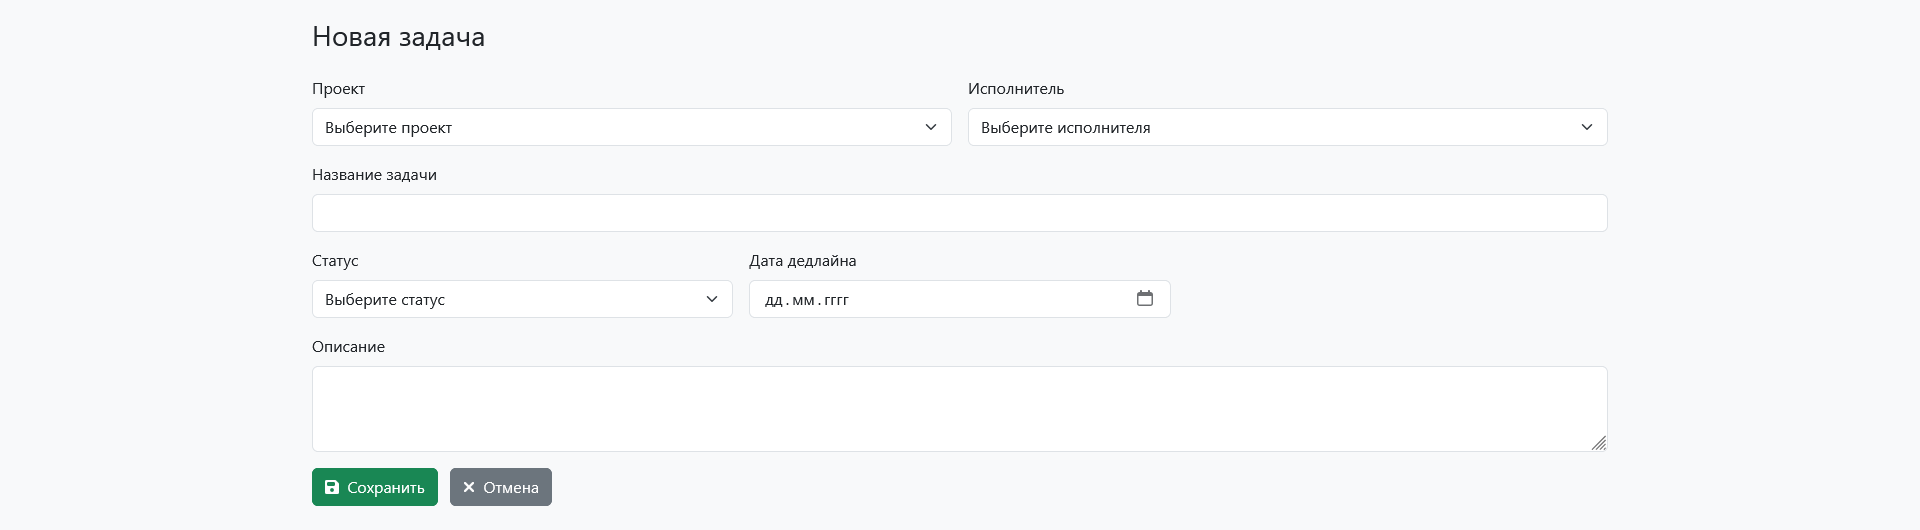 Новая задача
Проект
Исполнитель
Выберите проект
Выберите исполнителя
Название задачи
Статус
Дата дедлайна
Выберите статус
дд.мм.гггг
Описание
Сохранить
Отмена